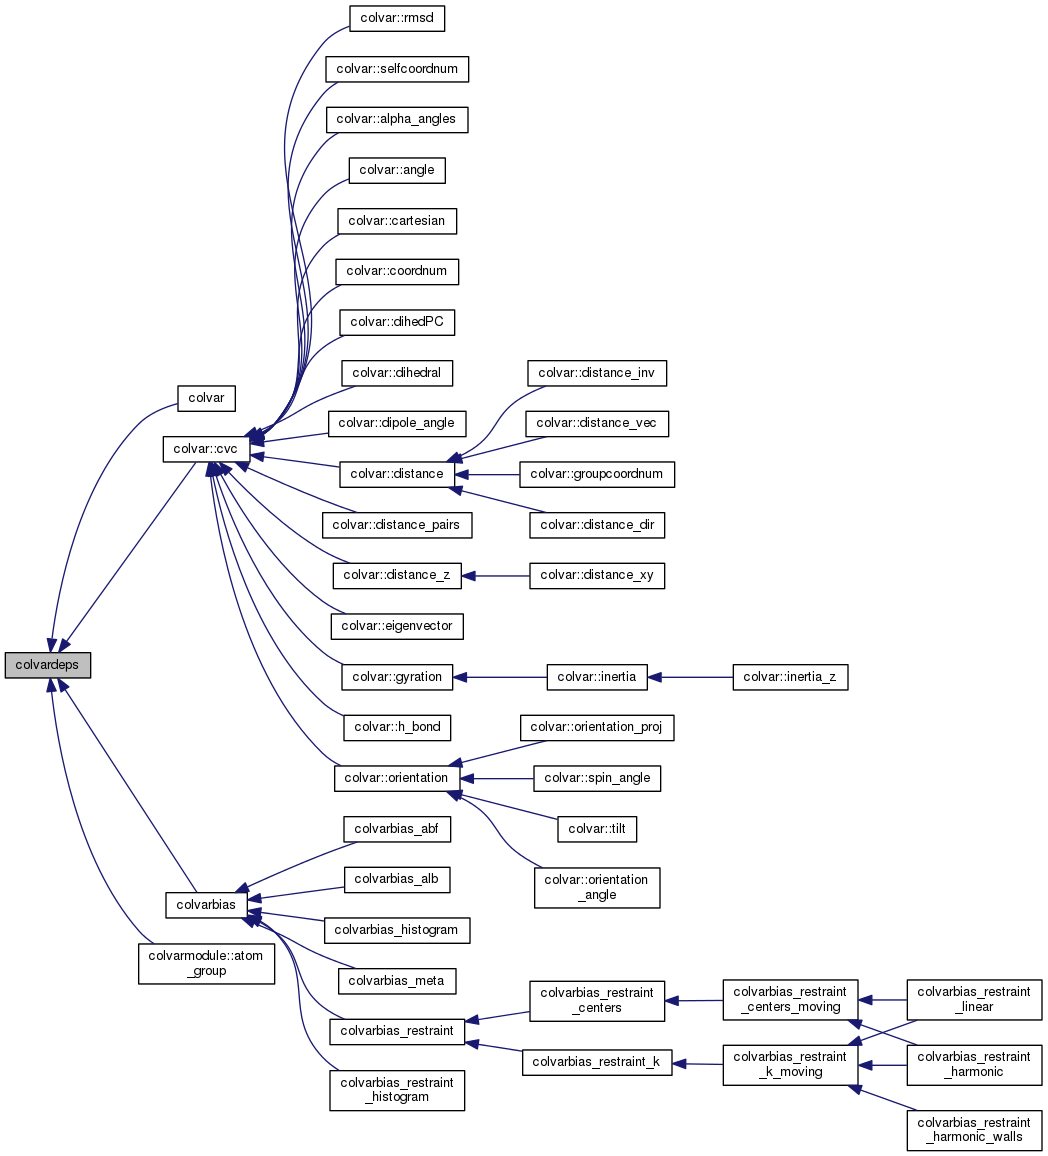 colvar::rmsd
colvar::selfcoordnum
colvar::alpha_angles
colvar::angle
colvar::cartesian
colvar::coordnum
colvar::dihedPC
colvar::dihedral
colvar::distance_inv
colvar
colvar::dipole_angle
colvar::distance_vec
colvar::cvc
colvar::distance
colvar::groupcoordnum
colvar::distance_pairs
colvar::distance_dir
colvar::distance_z
colvar::distance_xy
colvar::eigenvector
colvardeps
colvar::gyration
colvar::inertia
colvar::inertia_z
colvar::h_bond
colvar::orientation_proj
colvar::orientation
colvar::spin_angle
colvarbias_abf
colvar::tilt
colvarbias_alb
colvar::orientation
_angle
colvarbias
colvarbias_histogram
colvarmodule::atom
_group
colvarbias_meta
colvarbias_restraint
_centers
colvarbias_restraint
_centers_moving
colvarbias_restraint
_linear
colvarbias_restraint
colvarbias_restraint_k
colvarbias_restraint
_k_moving
colvarbias_restraint
_harmonic
colvarbias_restraint
_histogram
colvarbias_restraint
_harmonic_walls